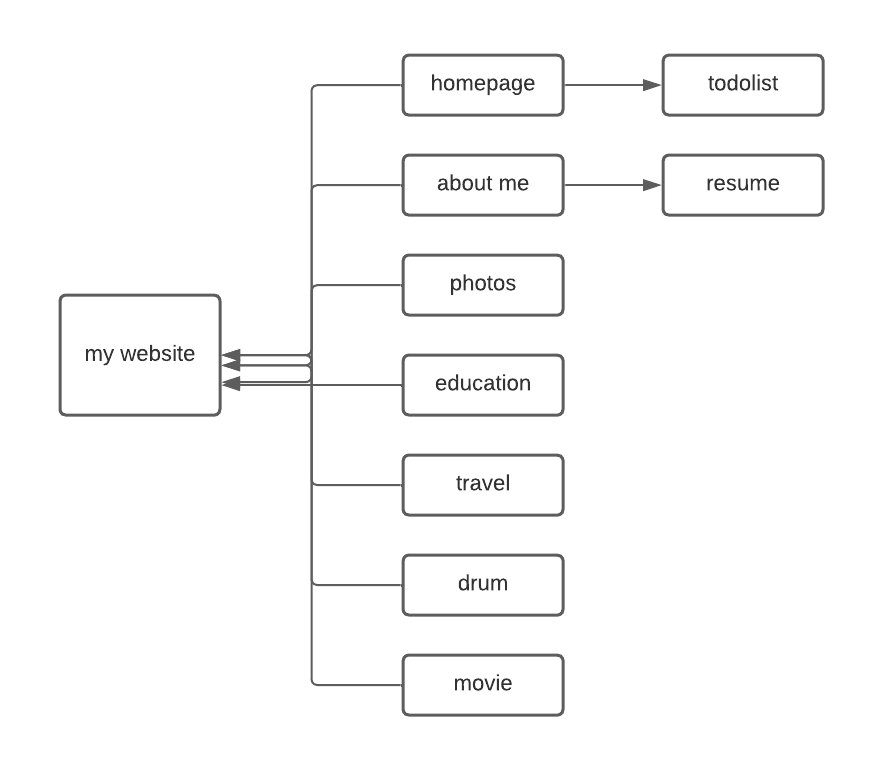 homepage
todolist
about me
resume
photos
my website
education
travel
drum
movie